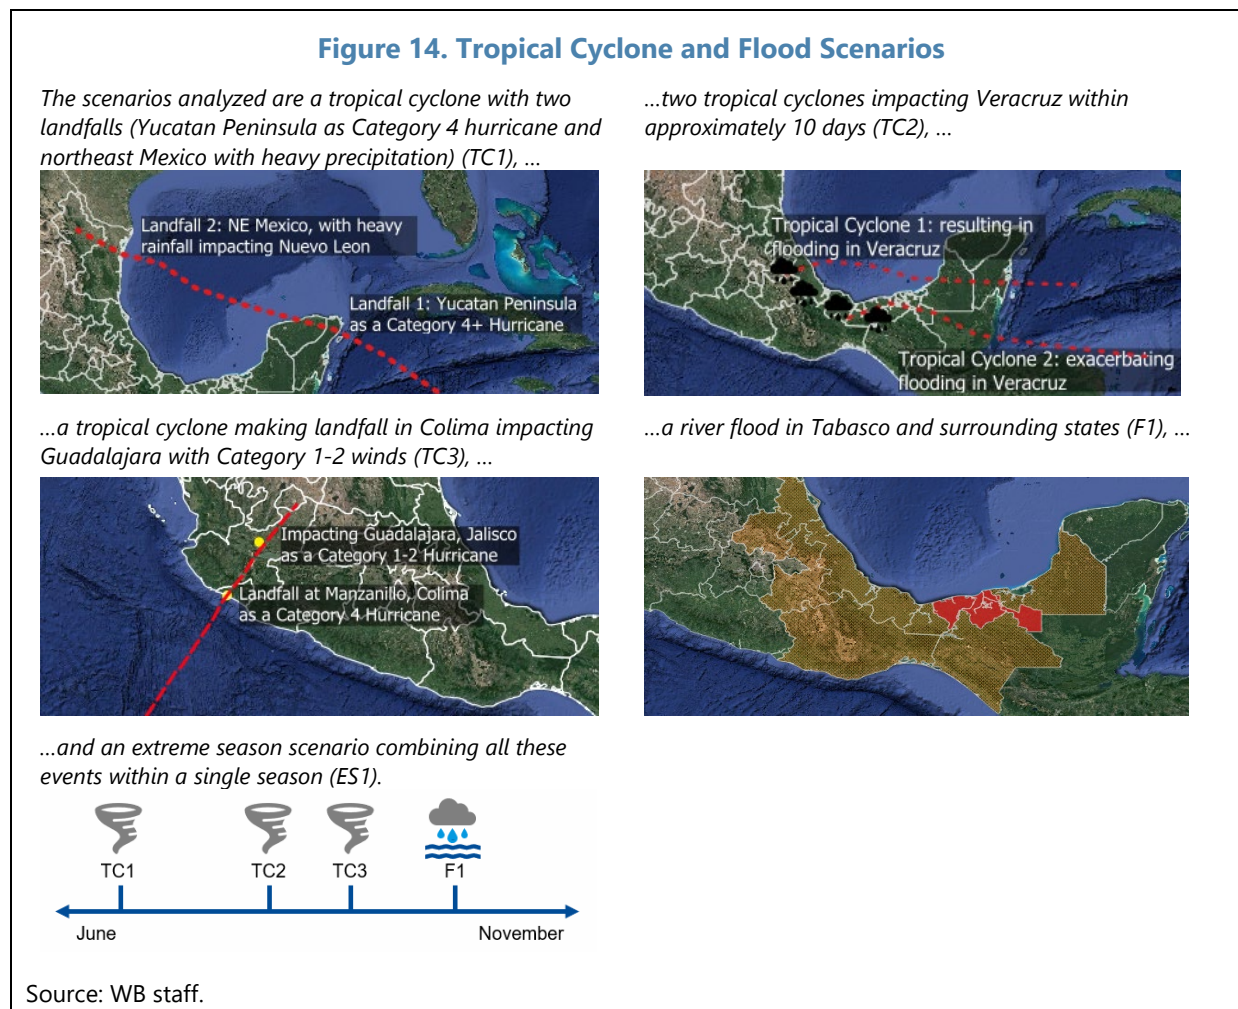 Figure 14. Tropical Cyclone and Flood Scenarios
The scenarios analyzed are a tropical cyclone with two
landfalls (Yucatan Peninsula as Category 4 hurricane and
northeast Mexico with heavy precipitation) (TC1), ...
Landfall 2: NE Mexico, with heavy
rainfall impacting Nuevo Leon
Landfall 1: Yucatan Peninsula
as a Category 4+ Hurricane
...two tropical cyclones impacting Veracruz within
approximately 10 days (TC2), ...
Tropical Cyclone 1: resulting in
flooding in Veracruz
Tropical Cyclone 2: exacerbating
flooding in Veracruz
...a tropical cyclone making landfall in Colima impacting
Guadalajara with Category 1-2 winds (TC3), ...
Impacting Guadalajara, Jalisco
as a Category 1-2 Hurricane
Landfall at Manzanillo, Colima
as a Category 4 Hurricane
...a river flood in Tabasco and surrounding states (F1), ...
...and an extreme season scenario combining all these
events within a single season (ES1).
TC1 TC2 TC3 F1
June November
Source: WB staff.